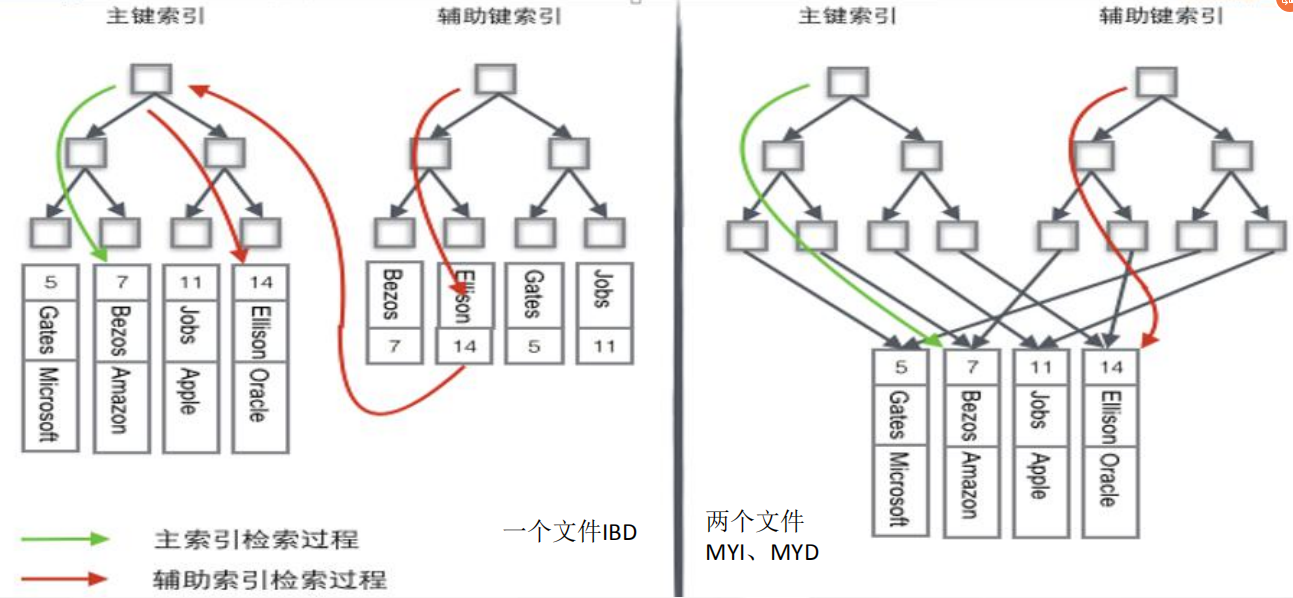 主键索引
辅助键索引
5
Gates
Microsoft
7
Bezos
Amazon
11
Jobs
Apple
14
Ellison
Oracle
Bezos
7
Ellison
14
Gates
5
Jobs
11
主索引检索过程
辅助索引检索过程
一个文件IBD
主键索引
辅助键索引
5
Gates
Microsoft
7
Bezos
Amazon
11
Jobs
Apple
14
Ellison
Oracle
两个文件
MYI、MYD